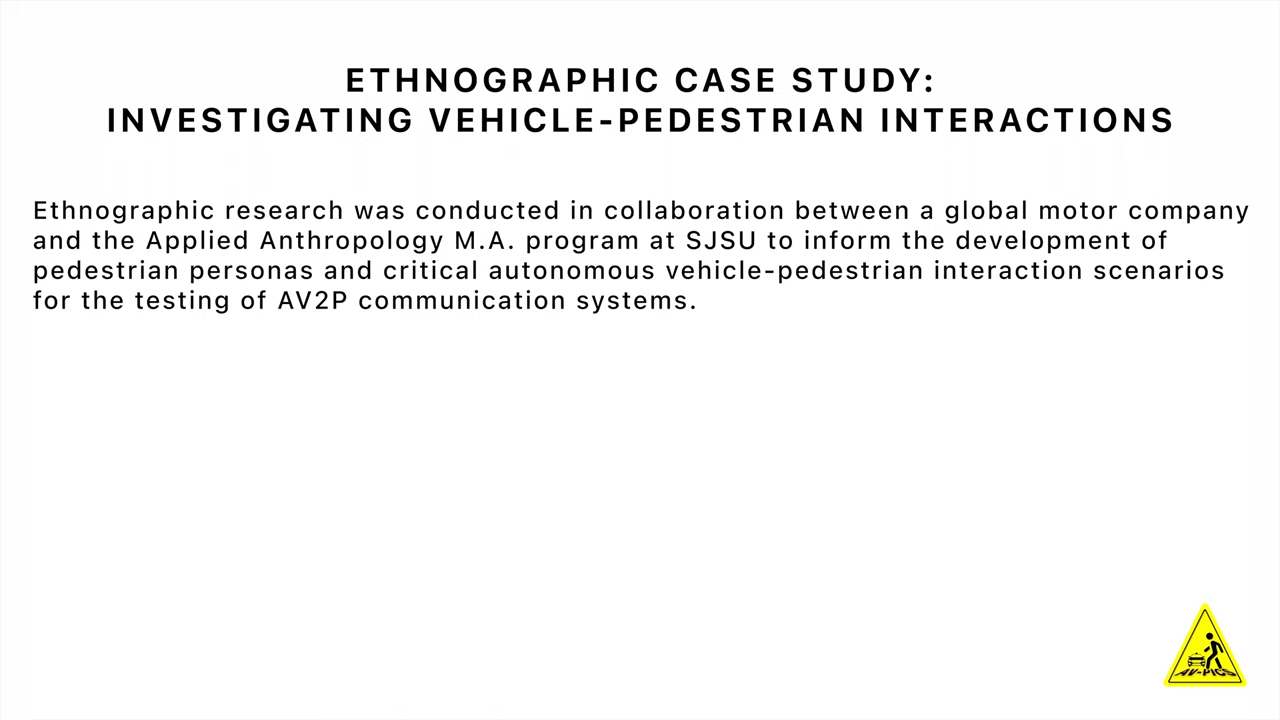 ETHNOGRAPHIC CASE STUDY:
INVESTIGATING VEHICLE-PEDESTRIAN INTERACTIONS
Ethnographic research was conducted in collaboration between a global motor company
and the Applied Anthropology M.A. program at SJSU to inform the development of
pedestrian personas and critical autonomous vehicle-pedestrian interaction scenarios
for the testing of AV2P communication systems.
AV-PICS